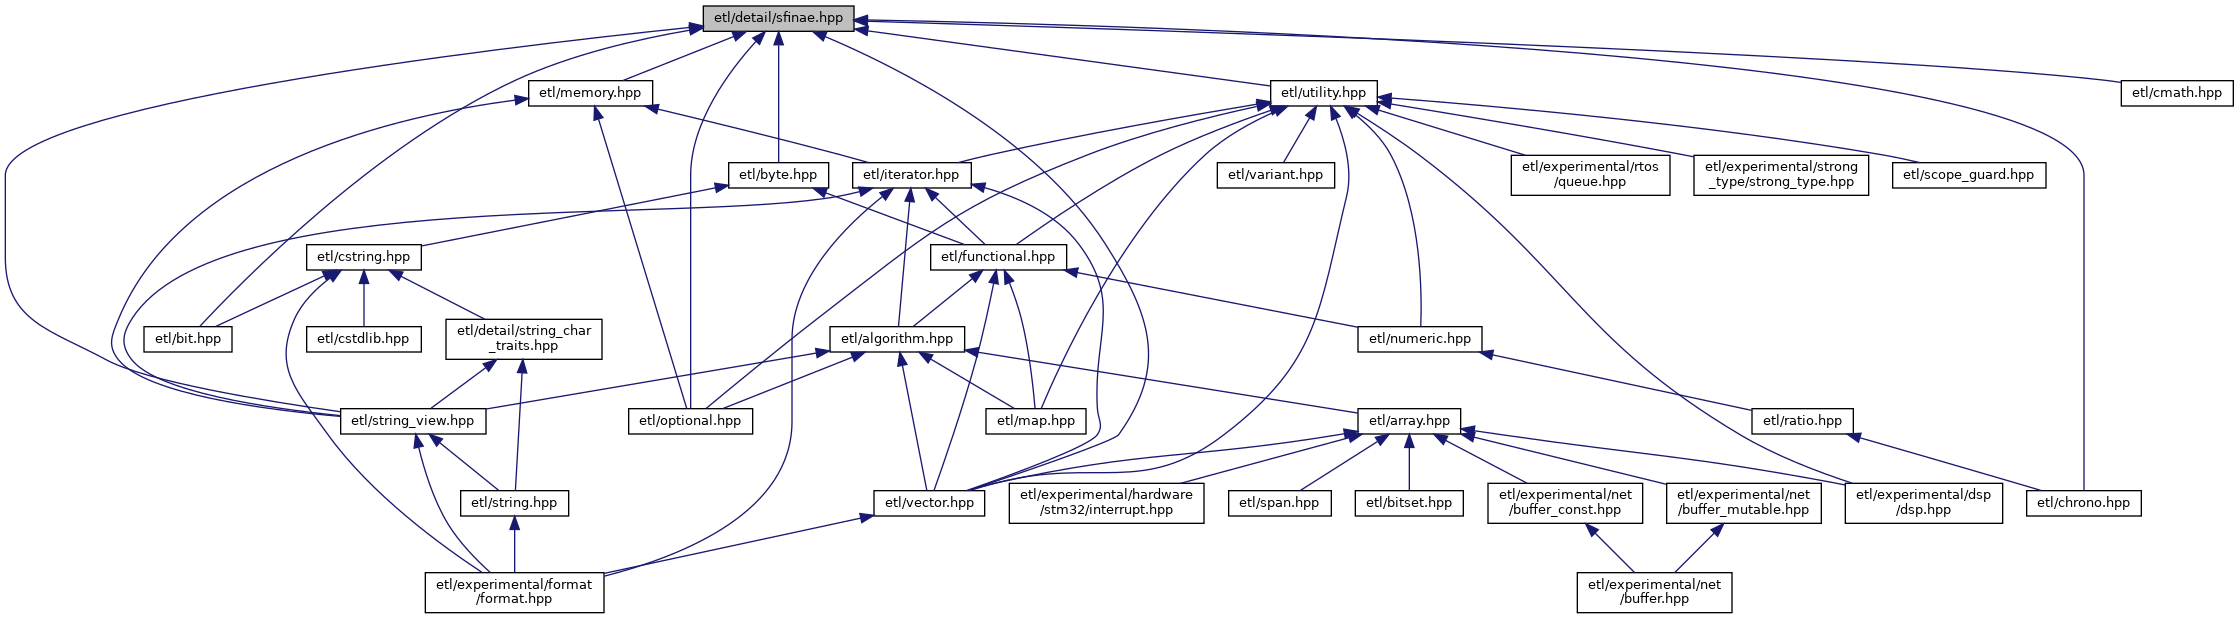 etl/detail/sfinae.hpp
etl/memory.hpp
etl/utility.hpp
etl/cmath.hpp
etl/byte.hpp
etl/iterator.hpp
etl/variant.hpp
etl/experimental/rtos
/queue.hpp
etl/experimental/strong
_type/strong_type.hpp
etl/scope_guard.hpp
etl/cstring.hpp
etl/functional.hpp
etl/bit.hpp
etl/cstdlib.hpp
etl/detail/string_char
_traits.hpp
etl/algorithm.hpp
etl/numeric.hpp
etl/string_view.hpp
etl/optional.hpp
etl/map.hpp
etl/array.hpp
etl/ratio.hpp
etl/string.hpp
etl/vector.hpp
etl/experimental/hardware
/stm32/interrupt.hpp
etl/span.hpp
etl/bitset.hpp
etl/experimental/net
/buffer_const.hpp
etl/experimental/net
/buffer_mutable.hpp
etl/experimental/dsp
/dsp.hpp
etl/chrono.hpp
etl/experimental/format
/format.hpp
etl/experimental/net
/buffer.hpp